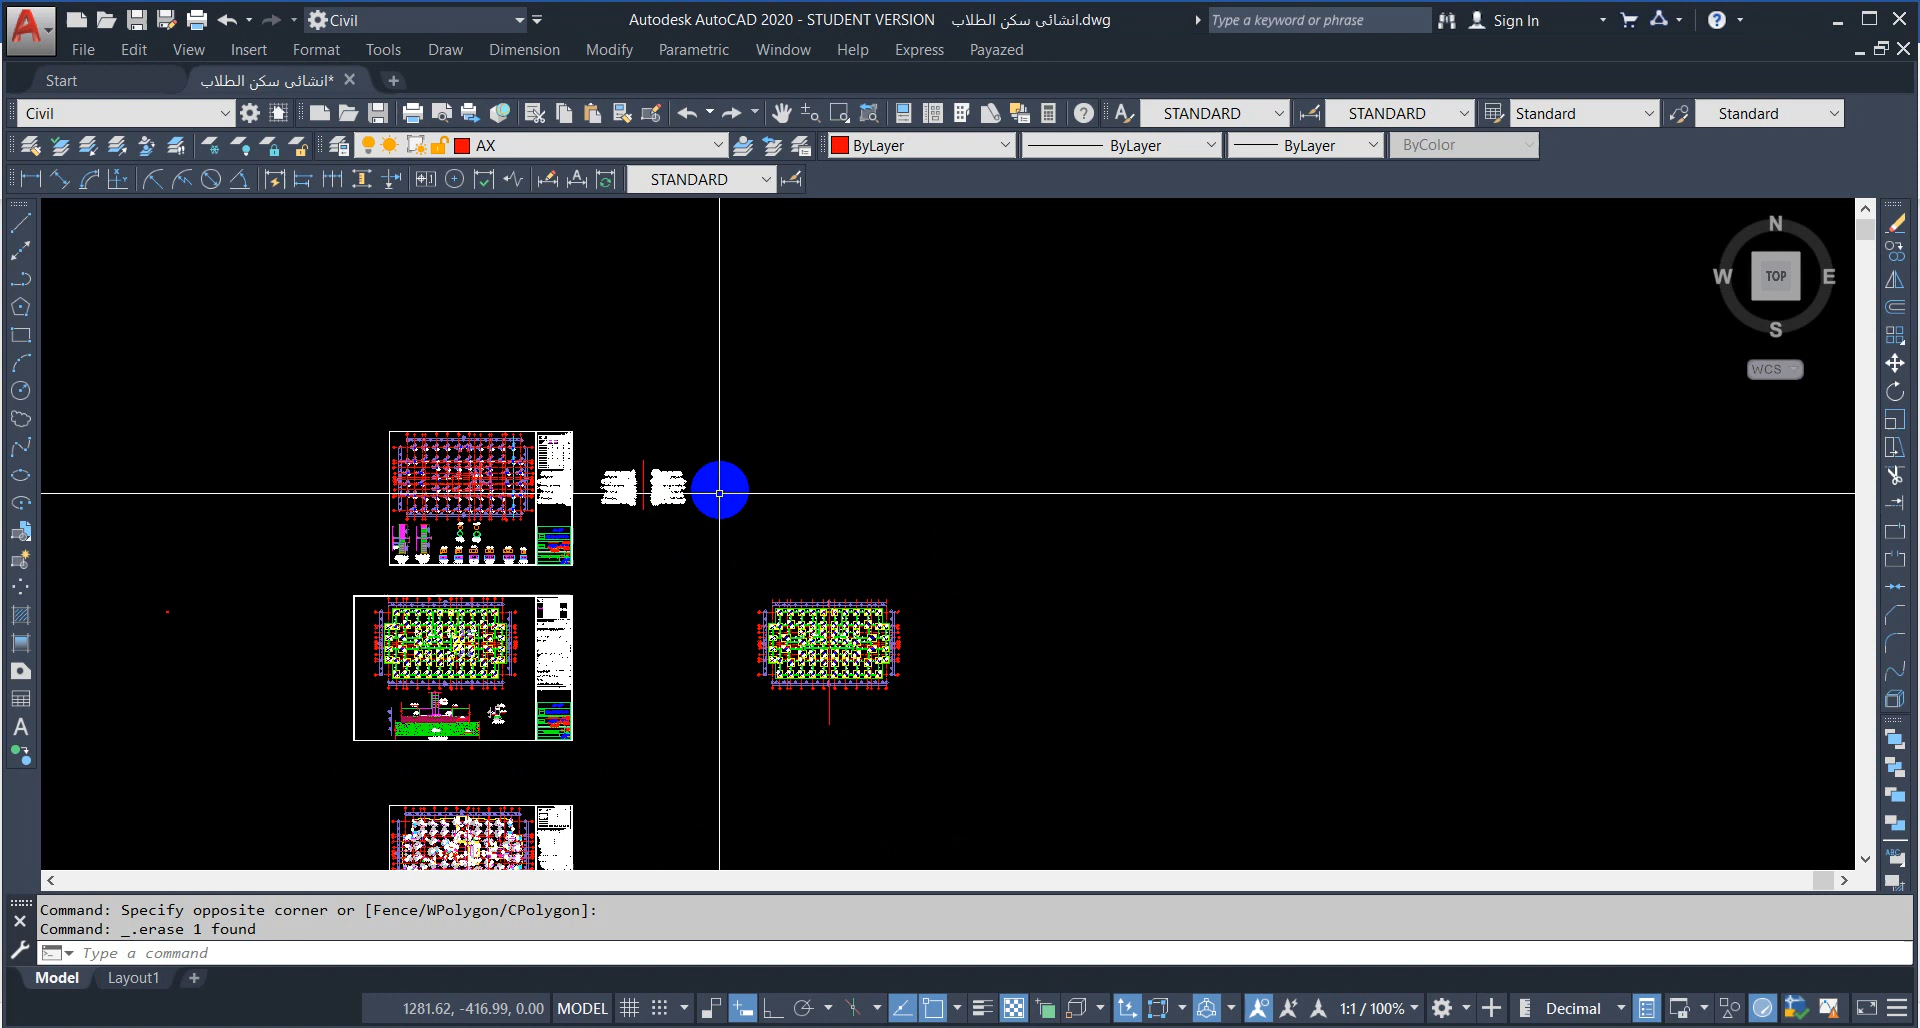 Civil
Autodesk AutoCAD 2020 - STUDENT VERSION انشائى سكن الطلاب.dwg
Type a keyword or phrase
Sign In
File Edit View Insert Format Tools Draw Dimension Modify Parametric Window Help Express Payazed
Start
انشائى سكن الطلاب*
Civil STANDARD STANDARD Standard Standard
AX ByLayer ByLayer ByLayer ByColor
STANDARD
N
W TOP E
S
WCS
Command: Specify opposite corner or [Fence/WPolygon/CPolygon]:
Command: _.erase 1 found
Type a command
Model Layout1
1281.62, -416.99, 0.00 MODEL 1:1 / 100% Decimal